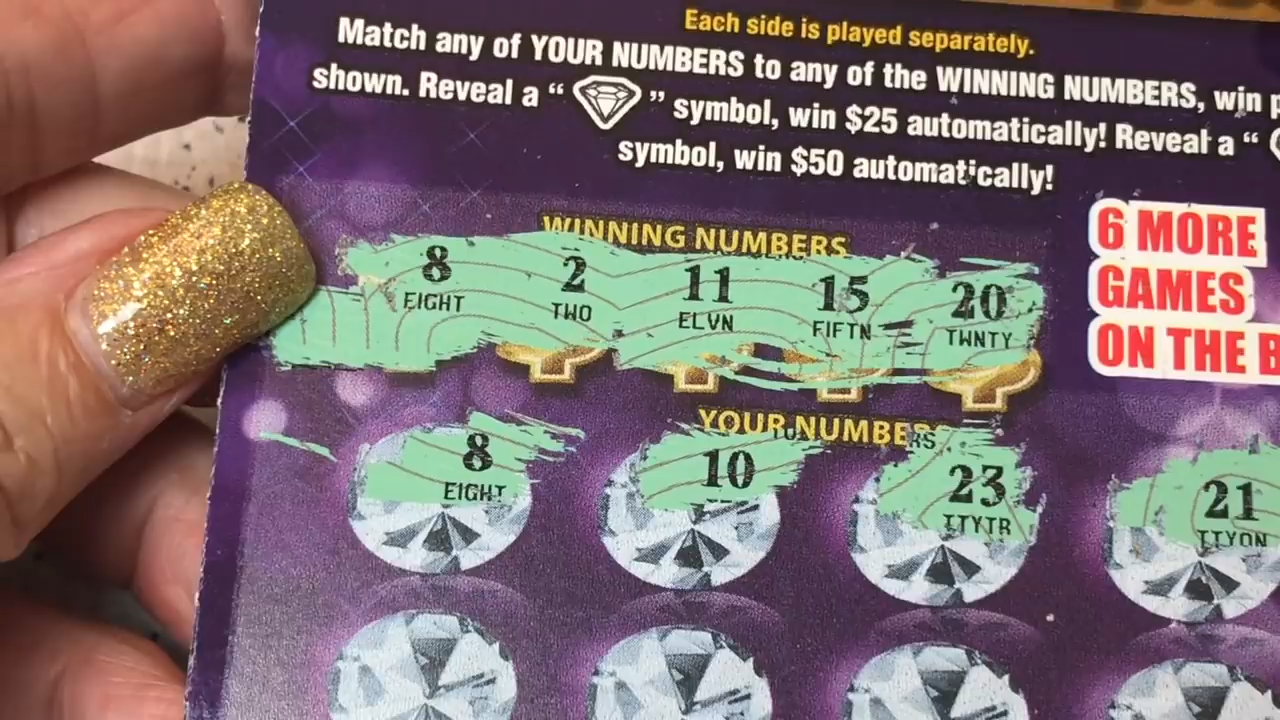 Each side is played separately.
Match any of YOUR NUMBERS to any of the WINNING NUMBERS, win
shown. Reveal a “ ” symbol, win $25 automatically! Reveal a “
symbol, win $50 automatically!
6 MORE
GAMES
ON THE B
WINNING NUMBERS
8 2 11 15 20
EIGHT TWO ELVN FIFTN TWNTY
YOUR NUMBERS
8 10 23 21
EIGHT TTYTR TTYON